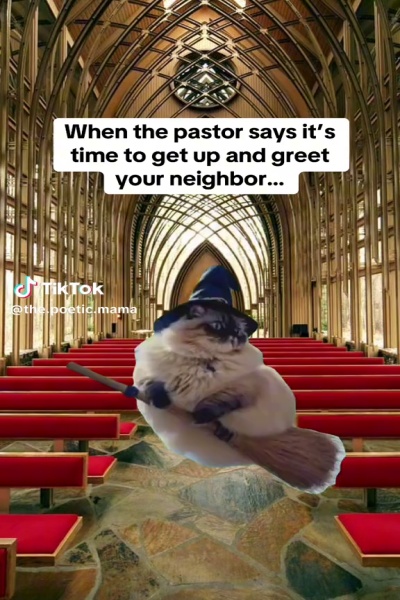 When the pastor says it's
time to get up and greet
your neighbor...
TikTok
@the.poetic.mama